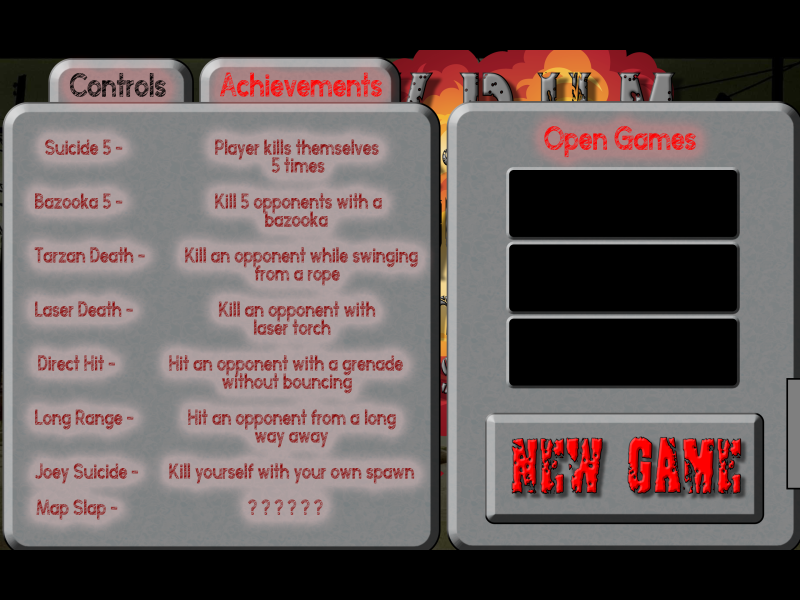 Controls
Achievements
Suicide 5 -
Player kills themselves
5 times
Bazooka 5 -
Kill 5 opponents with a
bazooka
Tarzan Death -
Kill an opponent while swinging
from a rope
Laser Death -
Kill an opponent with
laser torch
Direct Hit -
Hit an opponent with a grenade
without bouncing
Long Range -
Hit an opponent from a long
way away
Joey Suicide -
Kill yourself with your own spawn
Map Slap -
? ? ? ? ? ?
Open Games
NEW GAME